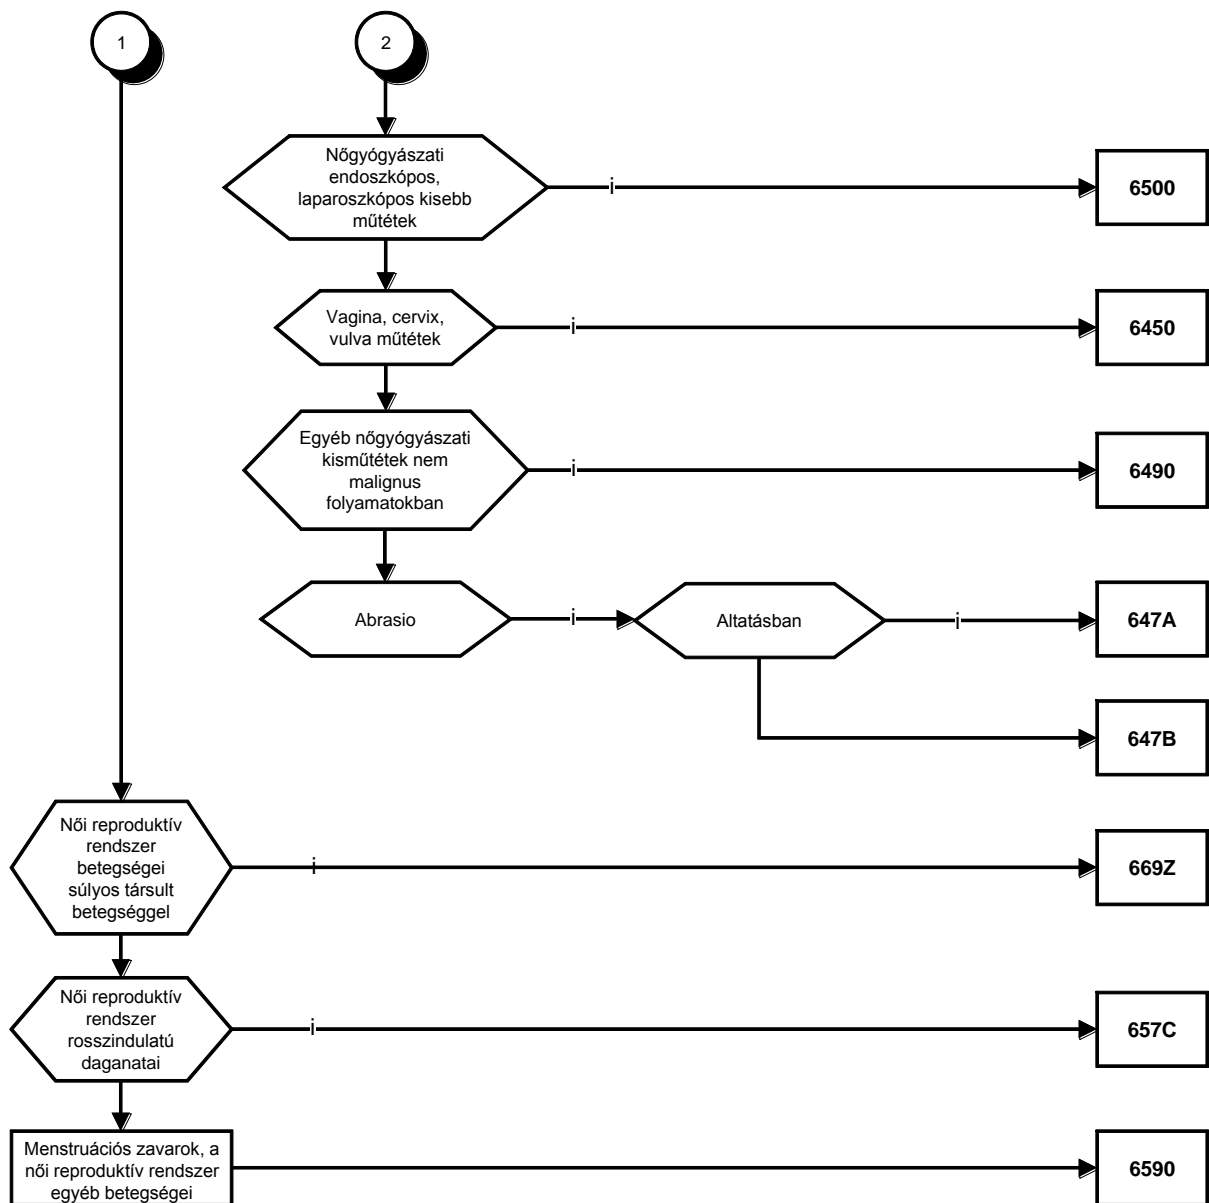 1
2
Nőgyógyászati
endoszkópos,
laparoszkópos kisebb
műtétek
i
6500
Vagina, cervix,
vulva műtétek
i
6450
Egyéb nőgyógyászati
kisműtétek nem
malignus
folyamatokban
i
6490
Abrasio
i
Altatásban
i
647A
647B
Női reproduktív
rendszer
betegségei
súlyos társult
betegséggel
i
669Z
Női reproduktív
rendszer
rosszindulatú
daganatai
i
657C
Menstruációs zavarok, a
női reproduktív rendszer
egyéb betegségei
6590